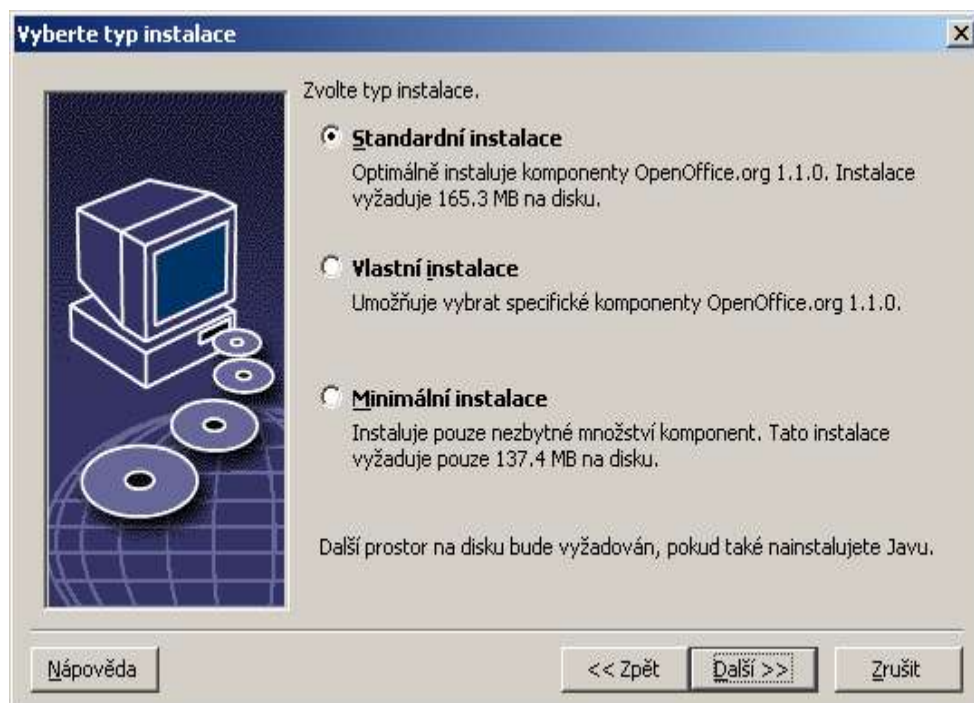 Vyberte typ instalace
Zvolte typ instalace.
Standardní instalace
Optimálně instaluje komponenty OpenOffice.org 1.1.0. Instalace
vyžaduje 165.3 MB na disku.
Vlastní instalace
Umožňuje vybrat specifické komponenty OpenOffice.org 1.1.0.
Minimální instalace
Instaluje pouze nezbytné množství komponent. Tato instalace
vyžaduje pouze 137.4 MB na disku.
Další prostor na disku bude vyžadován, pokud také nainstalujete Javu.
Nápověda
<< Zpět
Další >>
Zrušit